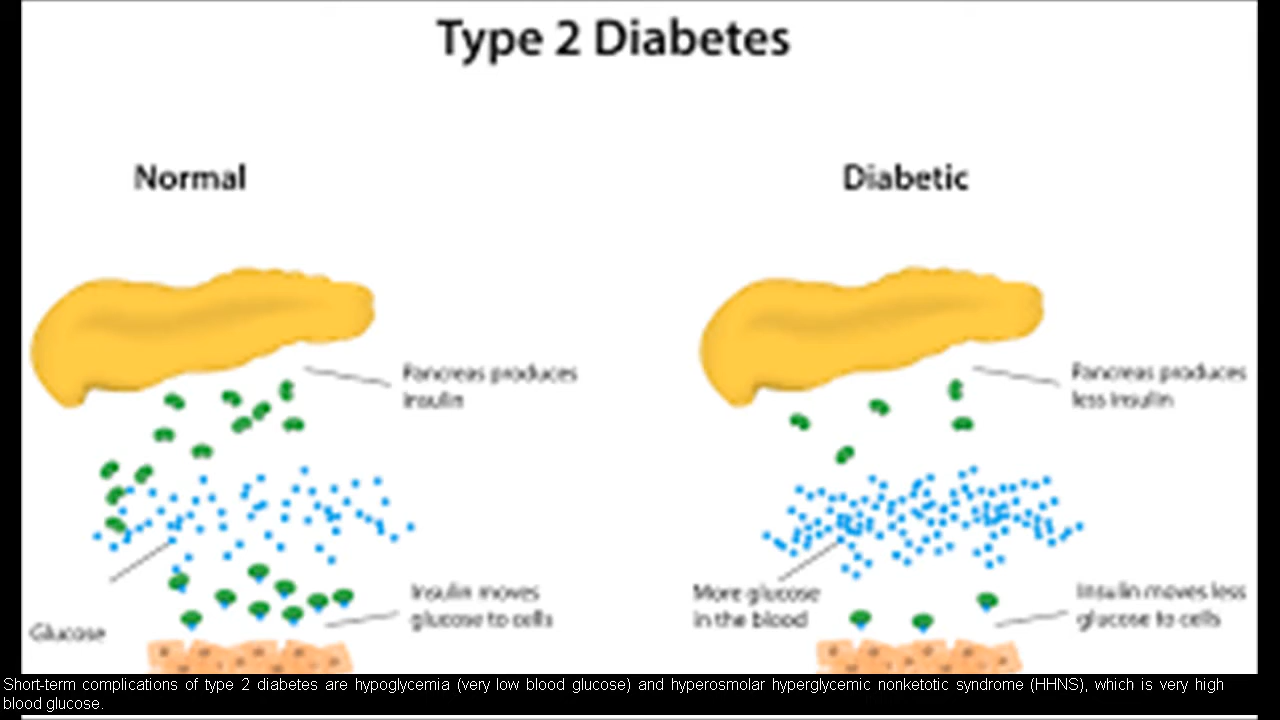 Type 2 Diabetes
Normal
Diabetic
Pancreas produces
insulin
Pancreas produces
less insulin
Insulin moves
glucose to cells
More glucose
in the blood
Insulin moves less
glucose to cells
Glucose
Short-term complications of type 2 diabetes are hypoglycemia (very low blood glucose) and hyperosmolar hyperglycemic nonketotic syndrome (HHNS), which is very high
blood glucose.